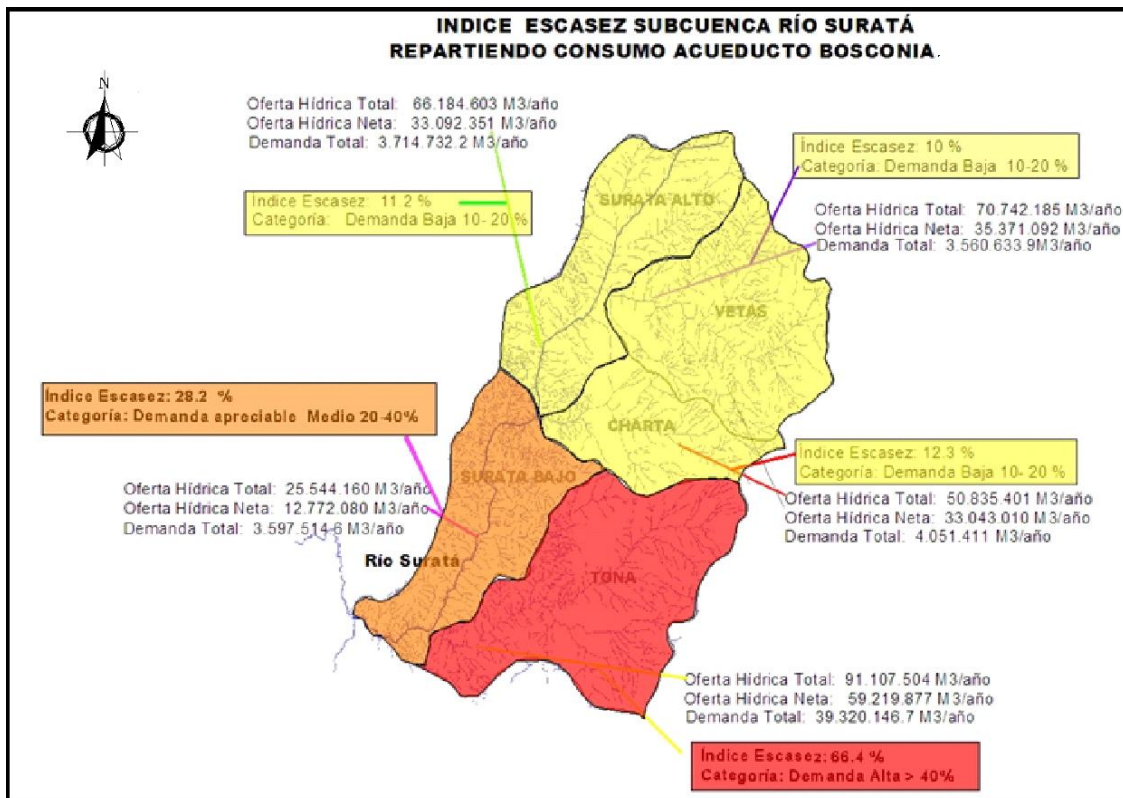 INDICE ESCASEZ SUBCUENCA RÍO SURATÁ
REPARTIENDO CONSUMO ACUEDUCTO BOSCONIA.
N
Oferta Hídrica Total: 66.184.603 M3/año
Oferta Hídrica Neta: 33.092.351 M3/año
Demanda Total: 3.714.732.2 M3/año
Índice Escasez: 11.2 %
Categoría: Demanda Baja 10- 20 %
Índice Escasez: 10 %
Categoría: Demanda Baja 10-20 %
Oferta Hídrica Total: 70.742.185 M3/año
Oferta Hídrica Neta: 35.371.092 M3/año
Demanda Total: 3.560.633.9M3/año
SURATA ALTO
VETAS
CHARTA
SURATA BAJO
TONA
Índice Escasez: 28.2 %
Categoría: Demanda apreciable Medio 20-40%
Oferta Hídrica Total: 25.544.160 M3/año
Oferta Hídrica Neta: 12.772.080 M3/año
Demanda Total: 3.597.514.6 M3/año
Río Suratá
Índice Escasez: 12.3 %
Categoría: Demanda Baja 10- 20 %
Oferta Hídrica Total: 50.835.401 M3/año
Oferta Hídrica Neta: 33.043.010 M3/año
Demanda Total: 4.051.411 M3/año
Oferta Hídrica Total: 91.107.504 M3/año
Oferta Hídrica Neta: 59.219.877 M3/año
Demanda Total: 39.320.146.7 M3/año
Índice Escasez: 66.4 %
Categoría: Demanda Alta > 40%